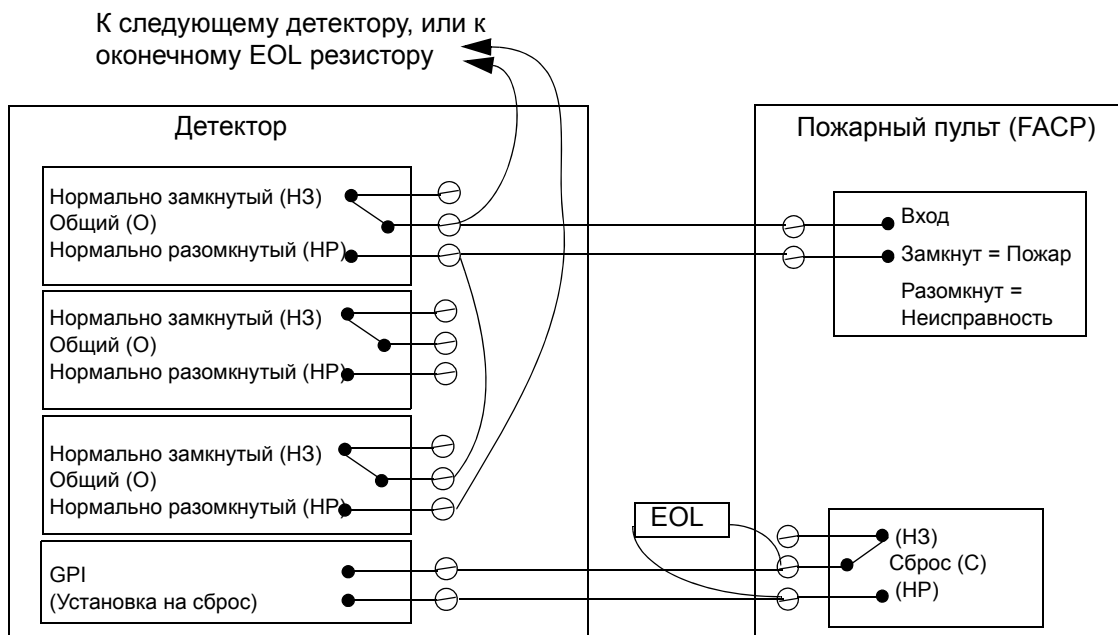 К следующему детектору, или к
оконечному EOL резистору
Детектор
Нормально замкнутый (НЗ)
Общий (О)
Нормально разомкнутый (НР)
Нормально замкнутый (НЗ)
Общий (О)
Нормально разомкнутый (НР)
Нормально замкнутый (НЗ)
Общий (О)
Нормально разомкнутый (НР)
GPI
(Установка на сброс)
Пожарный пульт (FACP)
Вход
Замкнут = Пожар
Разомкнут =
Неисправность
EOL
(НЗ)
Сброс (С)
(НР)